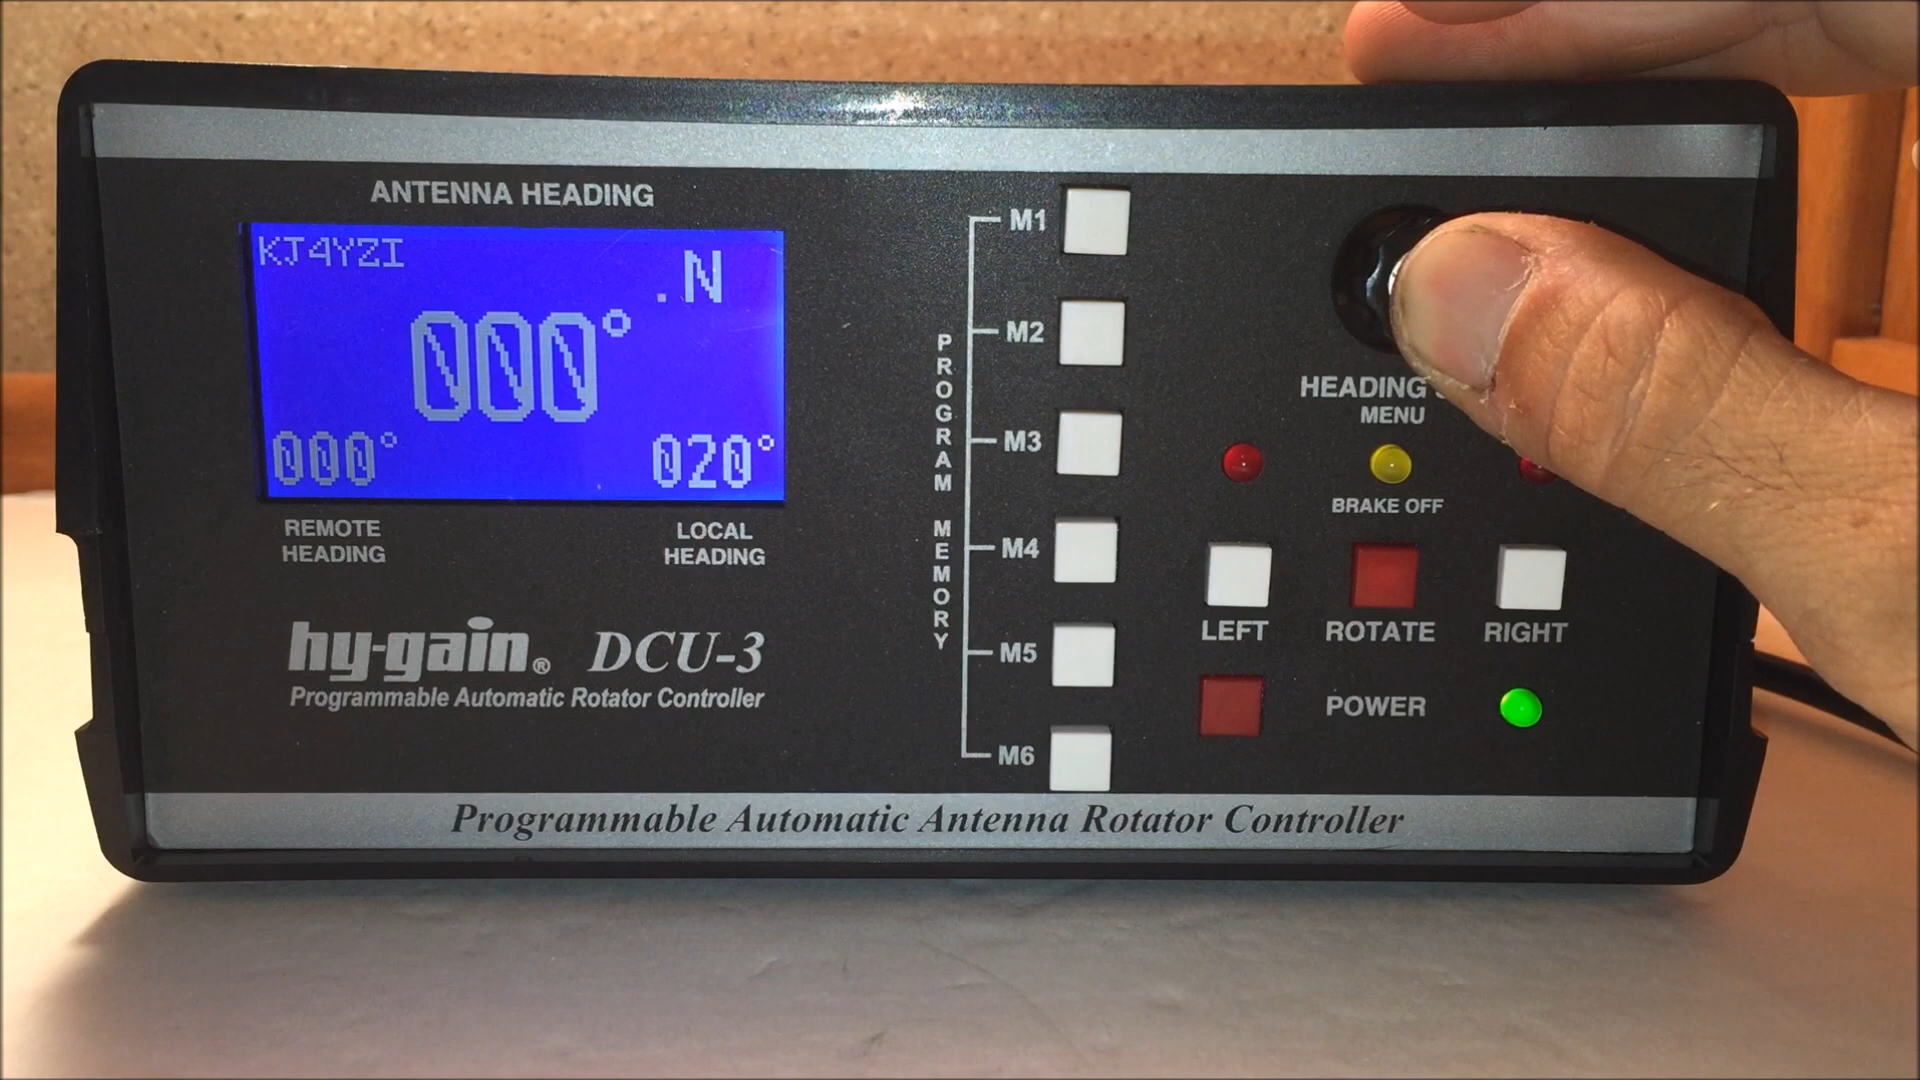 ANTENNA HEADING
KJ4YZI
.N
000°
000°
020°
REMOTE
HEADING
LOCAL
HEADING
hy-gain® DCU-3
Programmable Automatic Rotator Controller
PROGRAM MEMORY
M1
M2
M3
M4
M5
M6
HEADING
MENU
BRAKE OFF
LEFT
ROTATE
RIGHT
POWER
Programmable Automatic Antenna Rotator Controller